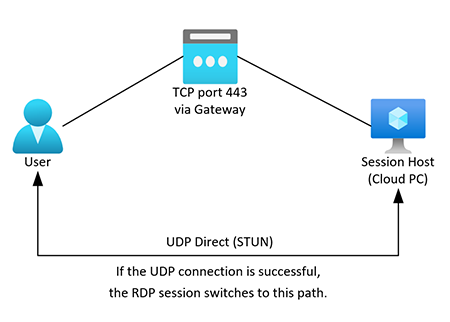 TCP port 443
via Gateway
User
Session Host
(Cloud PC)
UDP Direct (STUN)
If the UDP connection is successful,
the RDP session switches to this path.